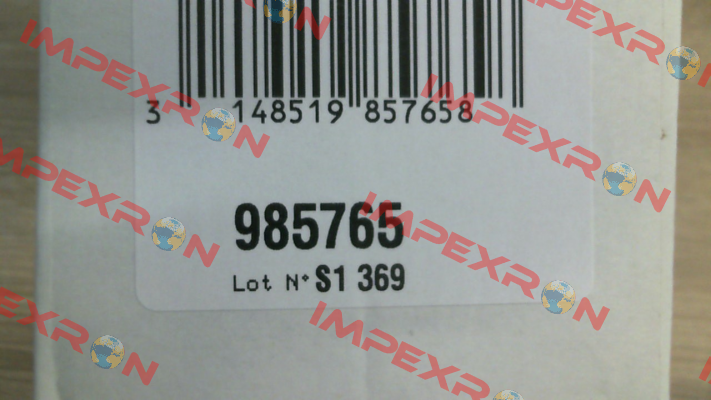 3 148519 857658
985765
Lot N° S1 369
IMPEXRON
IMPEXRON
IMPEXRON
IMPEXRON
IMPEXRON
IMPEXRON